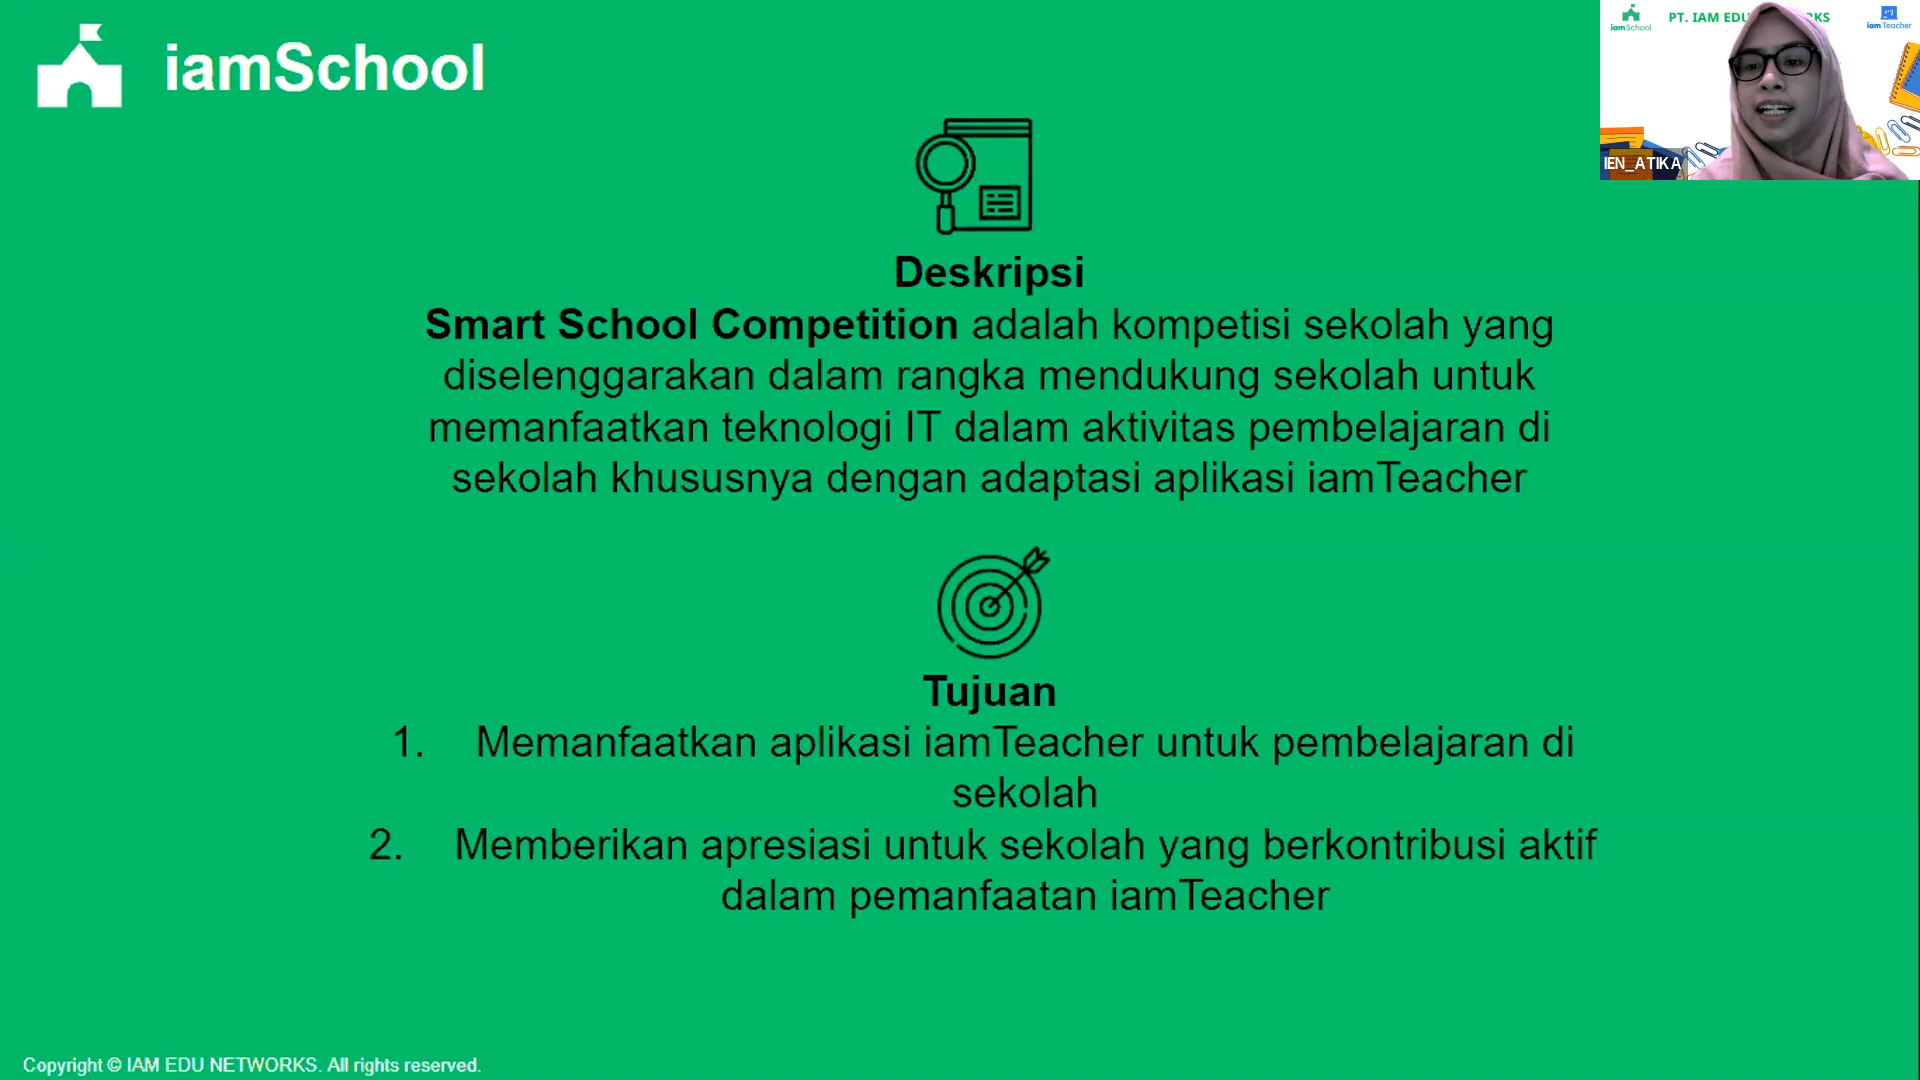 iamSchool
iamSchool
PT. IAM EDU
KS
iamTeacher
IEN_ATIKA
Deskripsi
Smart School Competition adalah kompetisi sekolah yang
diselenggarakan dalam rangka mendukung sekolah untuk
memanfaatkan teknologi IT dalam aktivitas pembelajaran di
sekolah khususnya dengan adaptasi aplikasi iamTeacher
Tujuan
1. Memanfaatkan aplikasi iamTeacher untuk pembelajaran di
sekolah
2. Memberikan apresiasi untuk sekolah yang berkontribusi aktif
dalam pemanfaatan iamTeacher
Copyright © IAM EDU NETWORKS. All rights reserved.